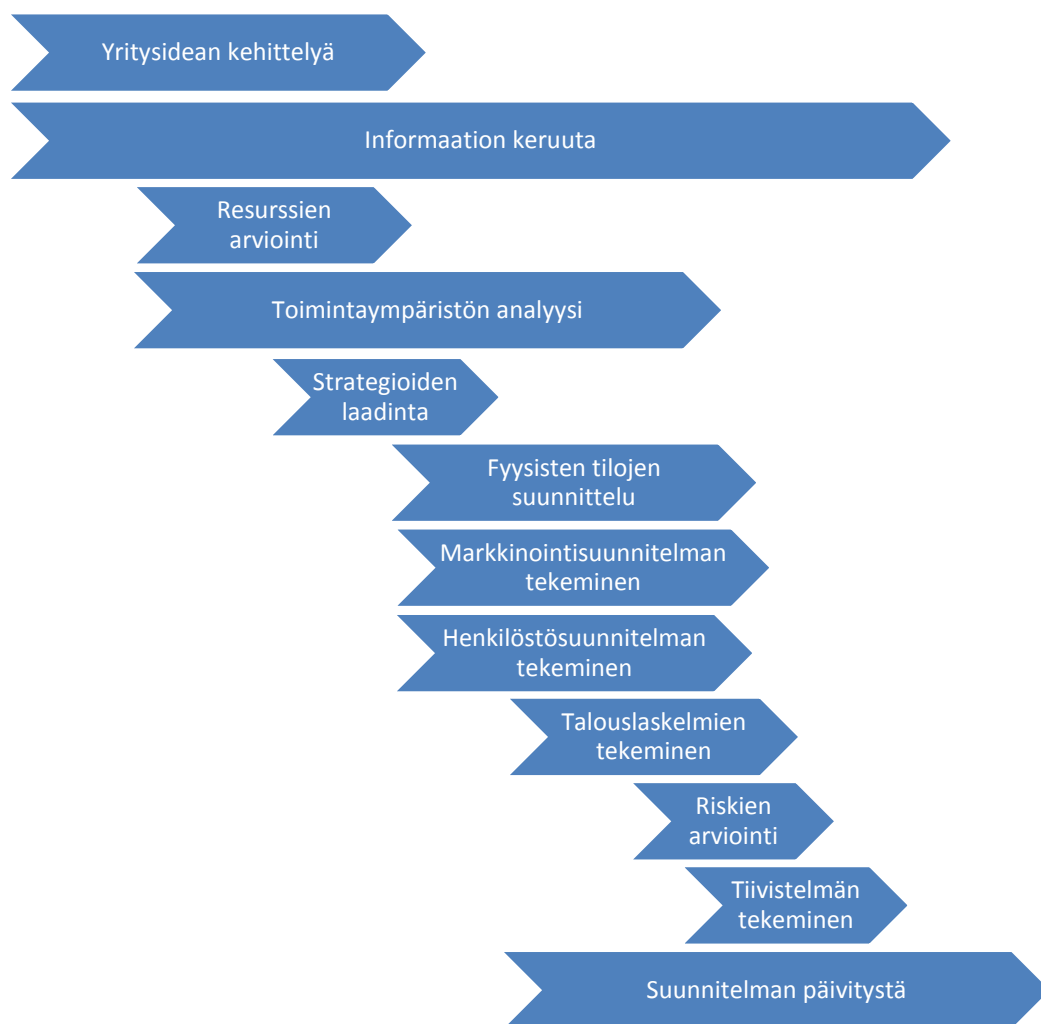 Yritysidean kehittelyä
Informaation keruuta
Resurssien
arviointi
Toimintaympäristön analyysi
Strategioiden
laadinta
Fyysisten tilojen
suunnittelu
Markkinointisuunnitelman
tekeminen
Henkilöstösuunnitelman
tekeminen
Talouslaskelmien
tekeminen
Riskien
arviointi
Tiivistelmän
tekeminen
Suunnitelman päivitystä